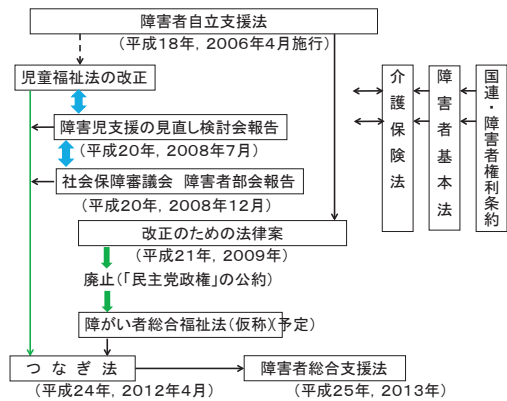 障害者自立支援法
(平成18年, 2006年4月施行)
児童福祉法の改正
障害児支援の見直し検討会報告
(平成20年, 2008年7月)
社会保障審議会 障害者部会報告
(平成20年, 2008年12月)
改正のための法律案
(平成21年, 2009年)
廃止(「民主党政権」の公約)
障がい者総合福祉法(仮称)(予定)
つなぎ法
(平成24年, 2012年4月)
障害者総合支援法
(平成25年, 2013年)
介護保険法
障害者基本法
国連・障害者権利条約